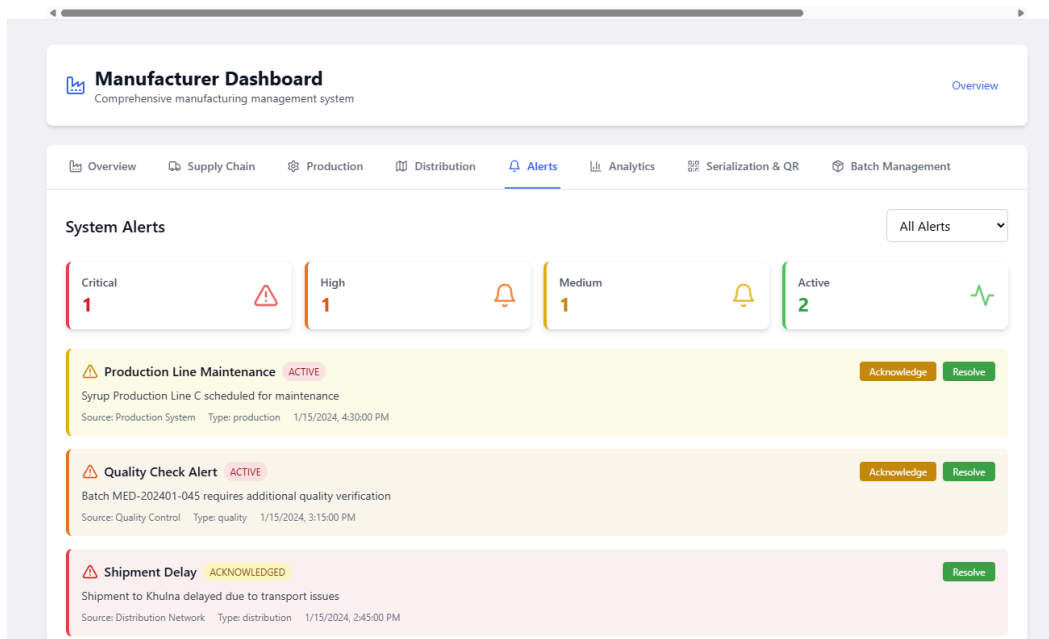 Manufacturer Dashboard
Comprehensive manufacturing management system
Overview
Overview Supply Chain Production Distribution Alerts Analytics Serialization & QR Batch Management
System Alerts
All Alerts
Critical
1
High
1
Medium
1
Active
2
Production Line Maintenance ACTIVE
Acknowledge Resolve
Syrup Production Line C scheduled for maintenance
Source: Production System Type: production 1/15/2024, 4:30:00 PM
Quality Check Alert ACTIVE
Acknowledge Resolve
Batch MED-202401-045 requires additional quality verification
Source: Quality Control Type: quality 1/15/2024, 3:15:00 PM
Shipment Delay ACKNOWLEDGED
Resolve
Shipment to Khulna delayed due to transport issues
Source: Distribution Network Type: distribution 1/15/2024, 2:45:00 PM